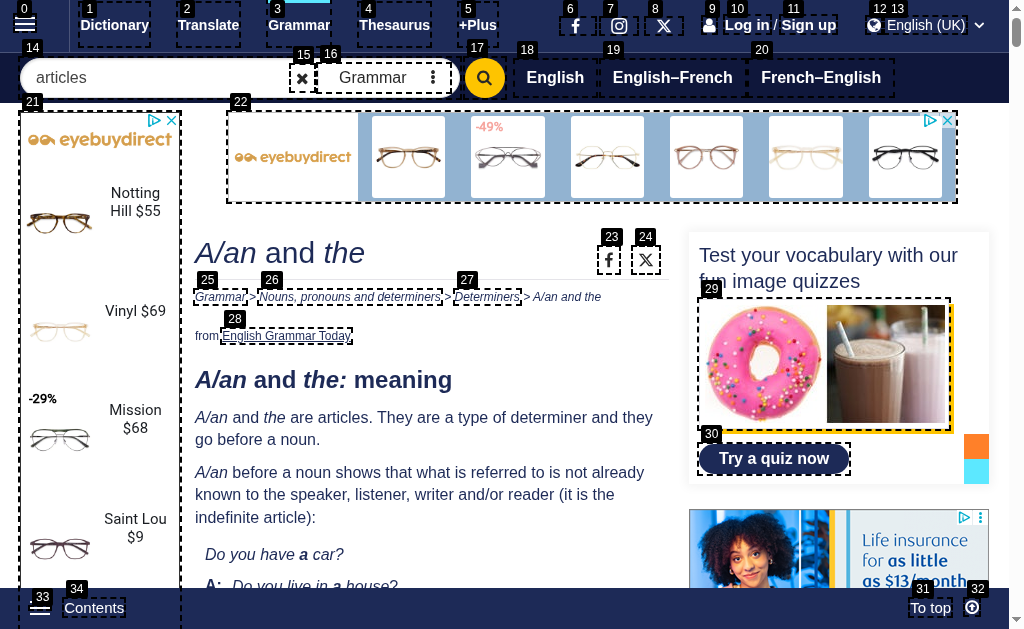 0 1 2 3 4 5 6 7 8 9 10 11 12 13
Dictionary Translate Grammar Thesaurus +Plus Log in / Sign up English (UK)
14 15 16 17 18 19 20
articles Grammar English English–French French–English
21 22
eyebuydirect
Notting
Hill $55
Vinyl $69
-29%
Mission
$68
Saint Lou
$9
eyebuydirect -49%
A/an and the
23 24
25 26 27
Grammar > Nouns, pronouns and determiners > Determiners > A/an and the
28
from English Grammar Today
A/an and the: meaning
A/an and the are articles. They are a type of determiner and they
go before a noun.
A/an before a noun shows that what is referred to is not already
known to the speaker, listener, writer and/or reader (it is the
indefinite article):
Do you have a car?
A: Do you live in a house?
Test your vocabulary with our
fun image quizzes
29
30
Try a quiz now
Life insurance
for as little
as $13/month
33 34 31 32
Contents To top